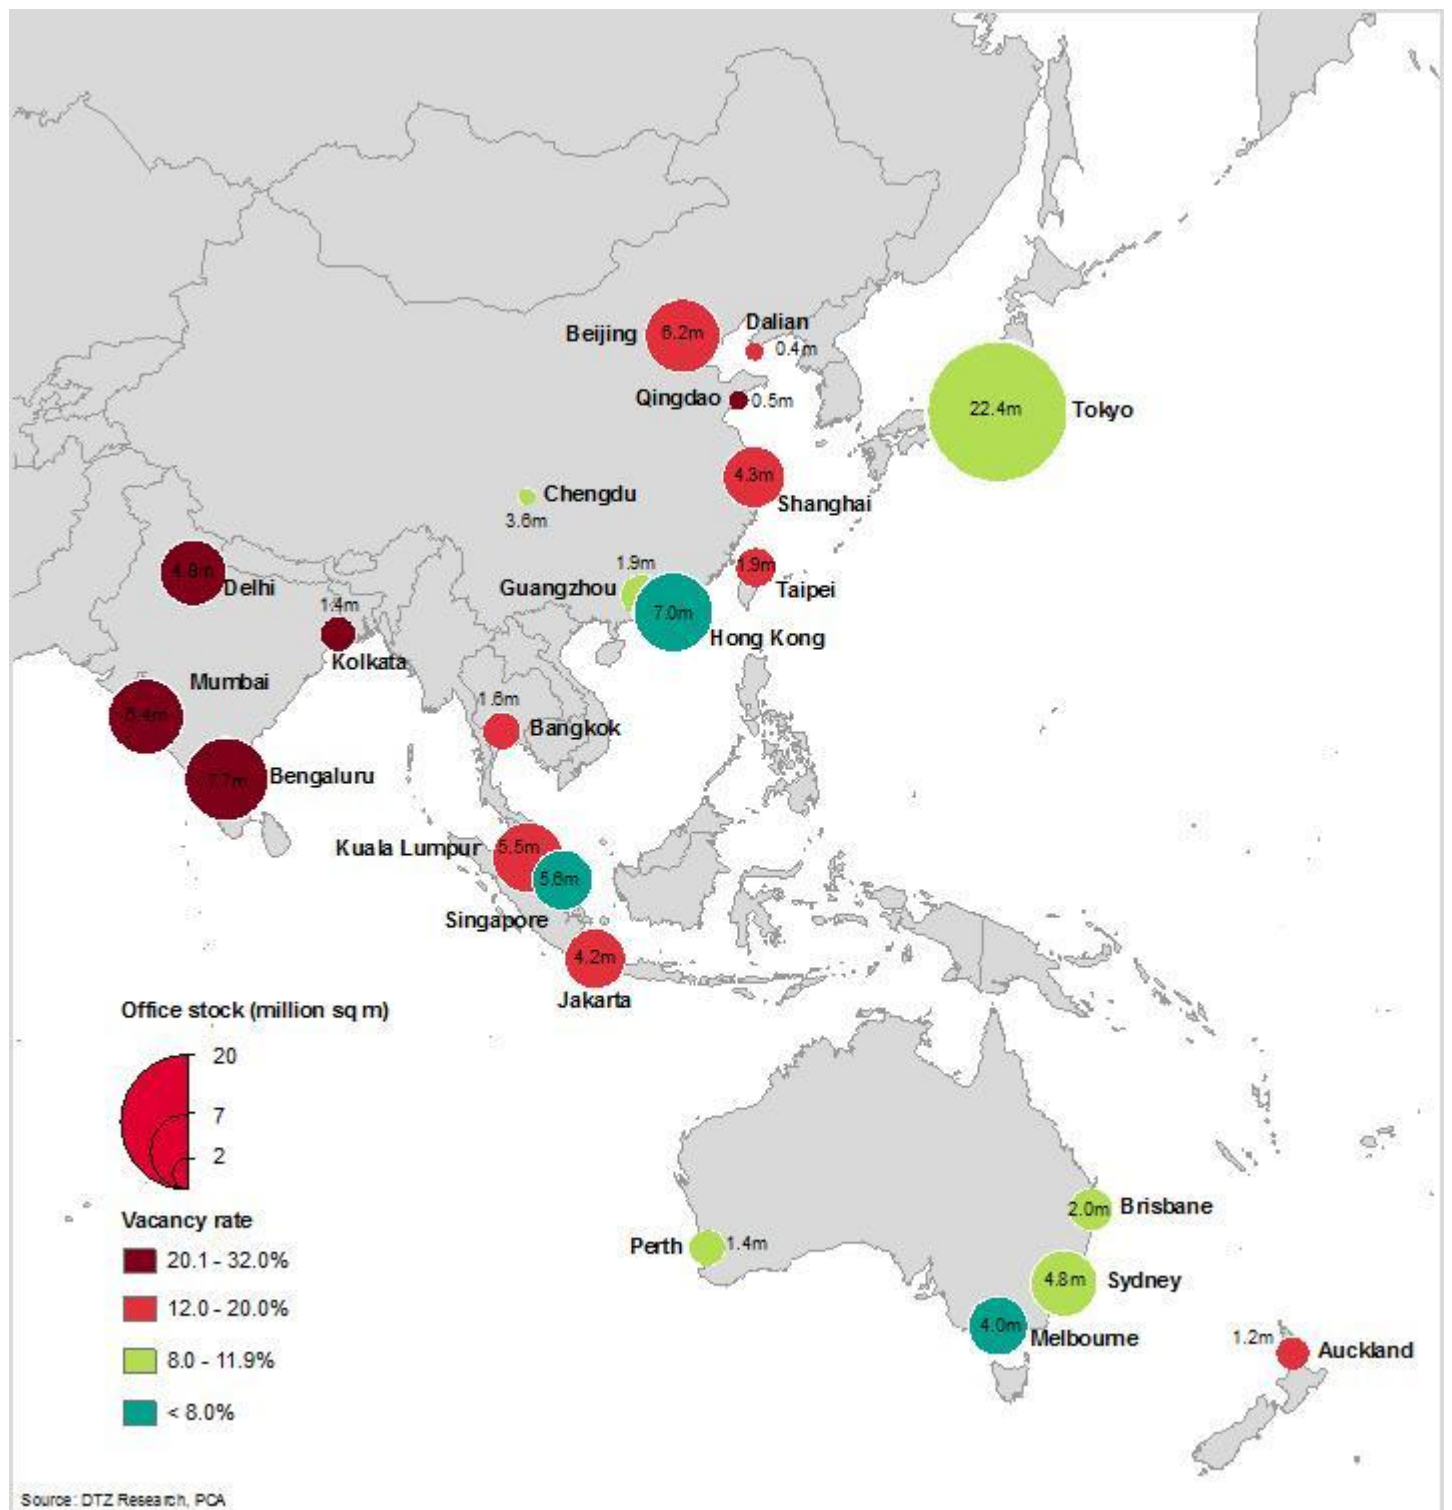 Beijing
6.2m
Dalian
0.4m
Qingdao
0.5m
22.4m
Tokyo
4.3m
Shanghai
Chengdu
3.6m
1.9m
Guangzhou
1.9m
Taipei
7.0m
Hong Kong
4.8m
Delhi
1.4m
Kolkata
Mumbai
1.6m
Bangkok
7.7m
Bengaluru
Kuala Lumpur
5.5m
5.6m
Singapore
4.2m
Jakarta
Office stock (million sq m)
20
7
2
Vacancy rate
20.1 - 32.0%
12.0 - 20.0%
8.0 - 11.9%
< 8.0%
2.0m
Brisbane
Perth
1.4m
4.8m
Sydney
4.0m
Melbourne
1.2m
Auckland
Source: DTZ Research, PCA